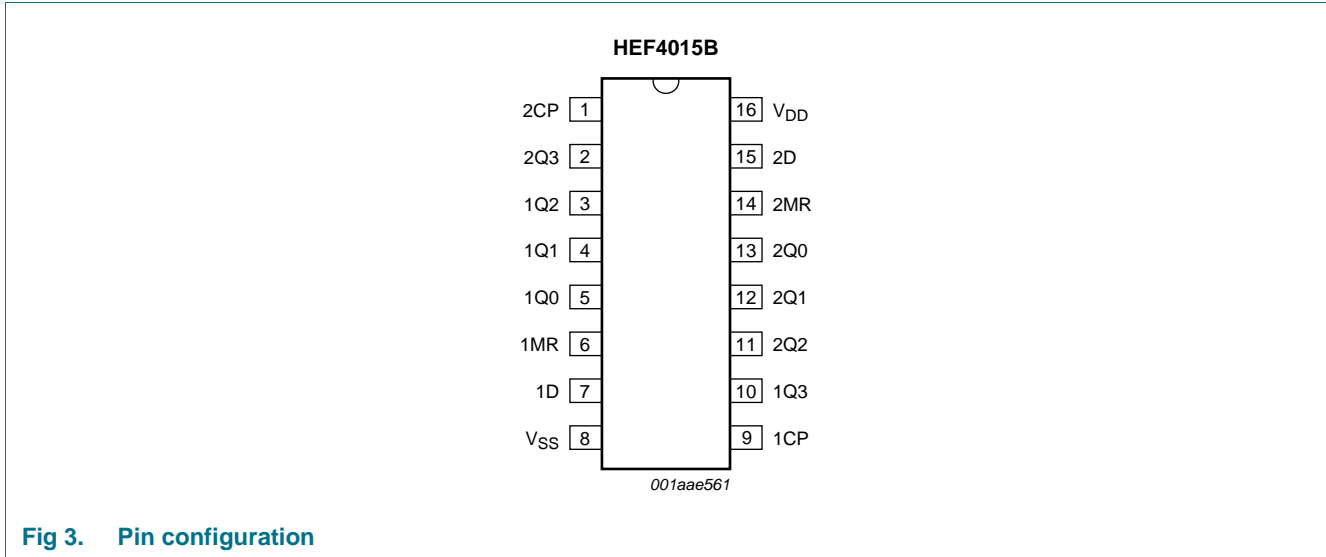 HEF4015B
2CP 1 16 VDD
2Q3 2 15 2D
1Q2 3 14 2MR
1Q1 4 13 2Q0
1Q0 5 12 2Q1
1MR 6 11 2Q2
1D 7 10 1Q3
VSS 8 9 1CP
001aae561
Fig 3. Pin configuration